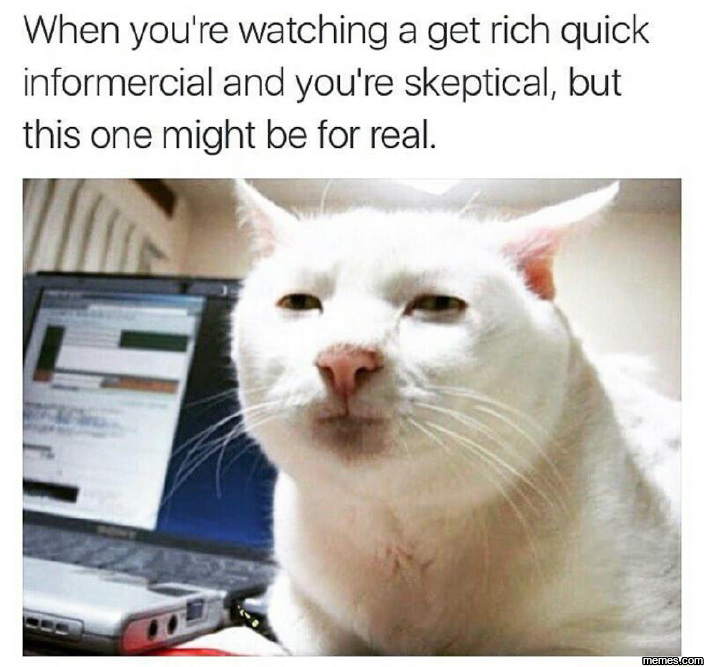 When you're watching a get rich quick
informercial and you're skeptical, but
this one might be for real.
memes.com